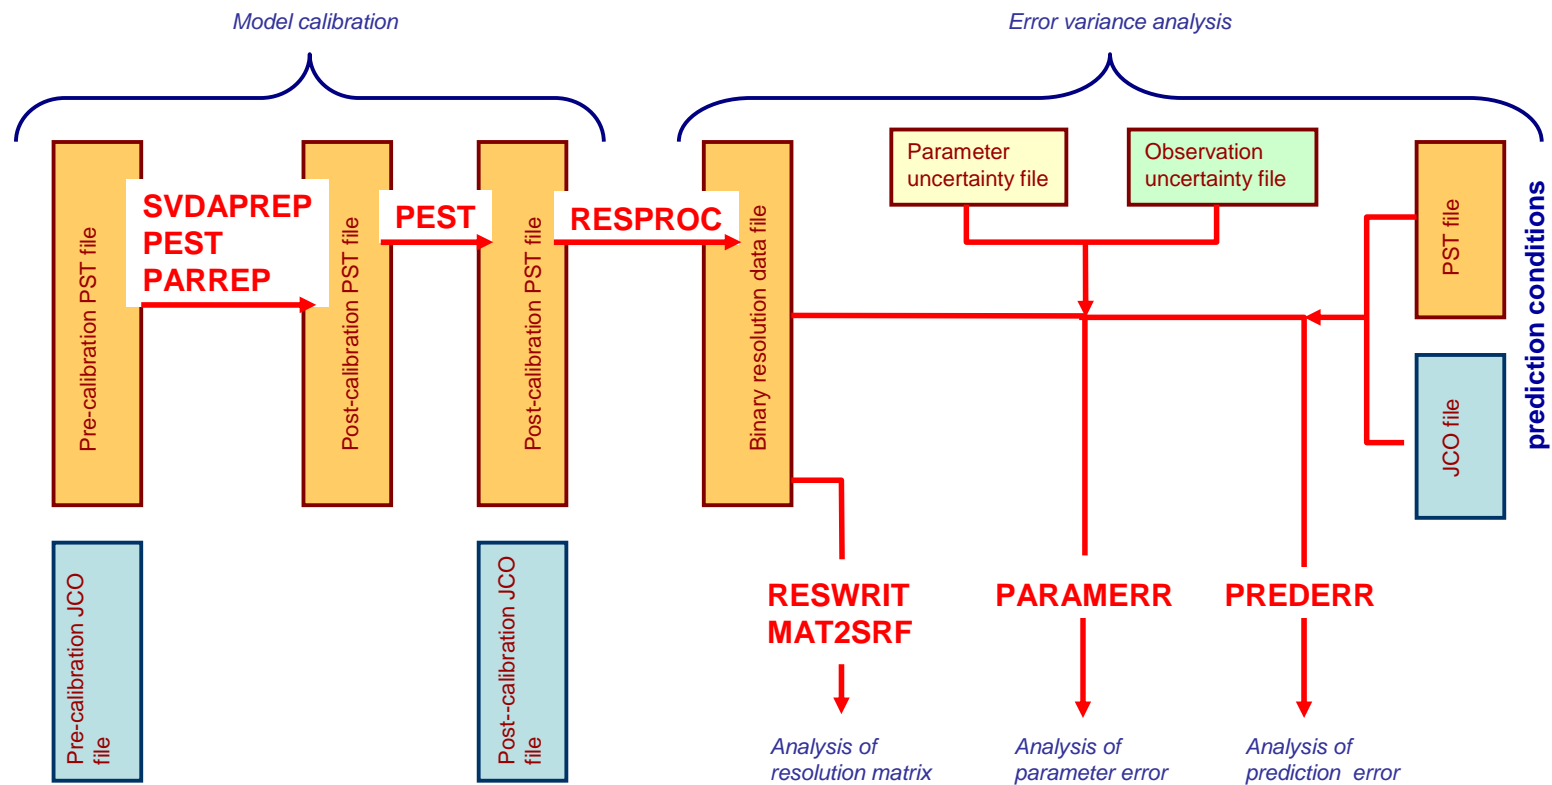 Model calibration
Error variance analysis
Pre-calibration PST file
SVDAPREP
PEST
PARREP
Post-calibration PST file
PEST
Post-calibration PST file
RESPROC
Binary resolution data file
Parameter
uncertainty file
Observation
uncertainty file
PST file
JCO file
prediction conditions
Pre-calibration JCO
file
Post--calibration JCO
file
RESWRIT
MAT2SRF
PARAMERR
PREDERR
Analysis of
resolution matrix
Analysis of
parameter error
Analysis of
prediction  error